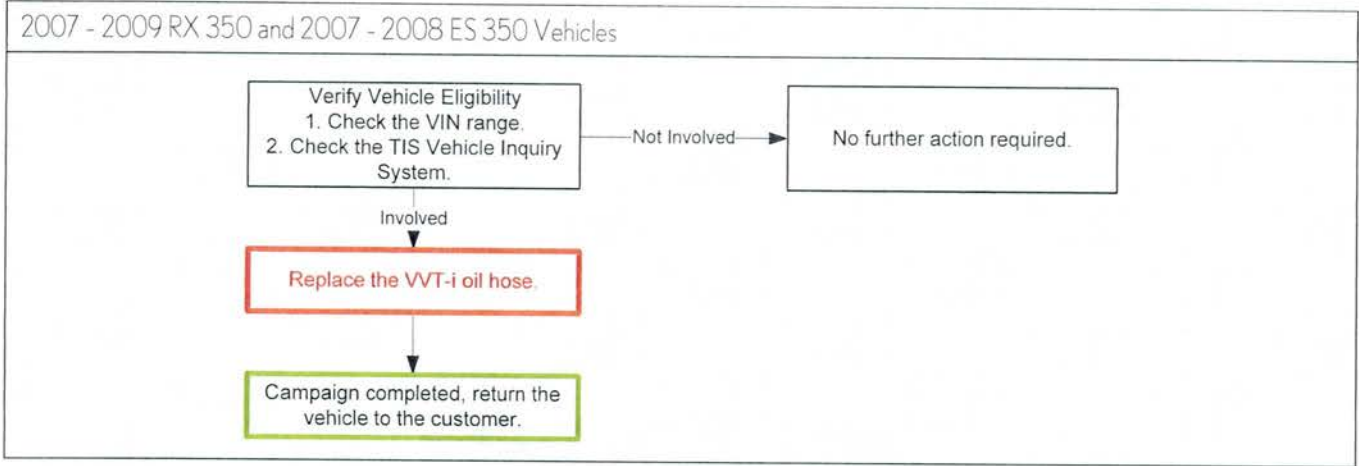 2007 - 2009 RX 350 and 2007 - 2008 ES 350 Vehicles
Verify Vehicle Eligibility
1. Check the VIN range.
2. Check the TIS Vehicle Inquiry
System.
Not Involved
No further action required.
Involved
Replace the VVT-i oil hose.
Campaign completed, return the
vehicle to the customer.